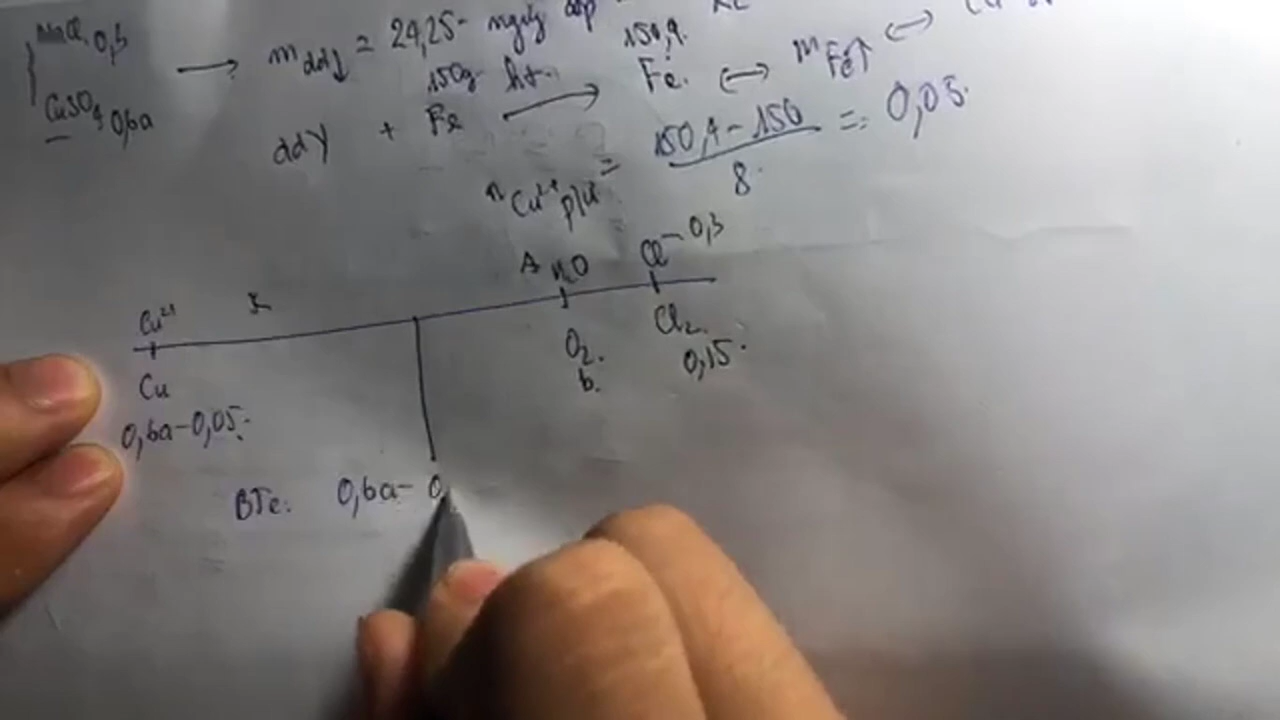 NaCl 0,3
CuSO4 0,6a
→ m dd↓ = 24,25
ddY + Fe → Fe ↔ mFe↑ ↔
150g
150,4
nCu2+ p/ứ = 150,4 - 150 / 8 = 0,05
Cu2+ K A H2O Cl- 0,3
Cu O2 Cl2
0,6a-0,05 b 0,15
BTe: 0,6a- 0